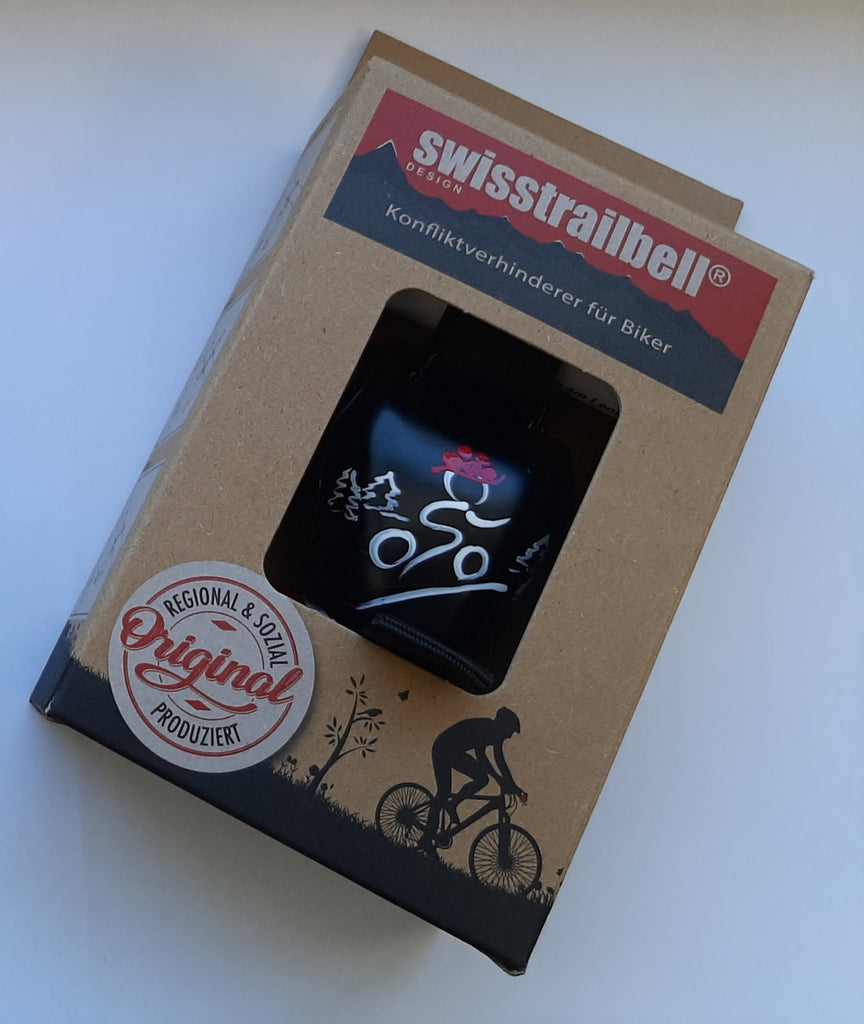 swisstrailbell®
DESIGN
Konfliktverhinderer für Biker
REGIONAL & SOZIAL
Original
PRODUZIERT